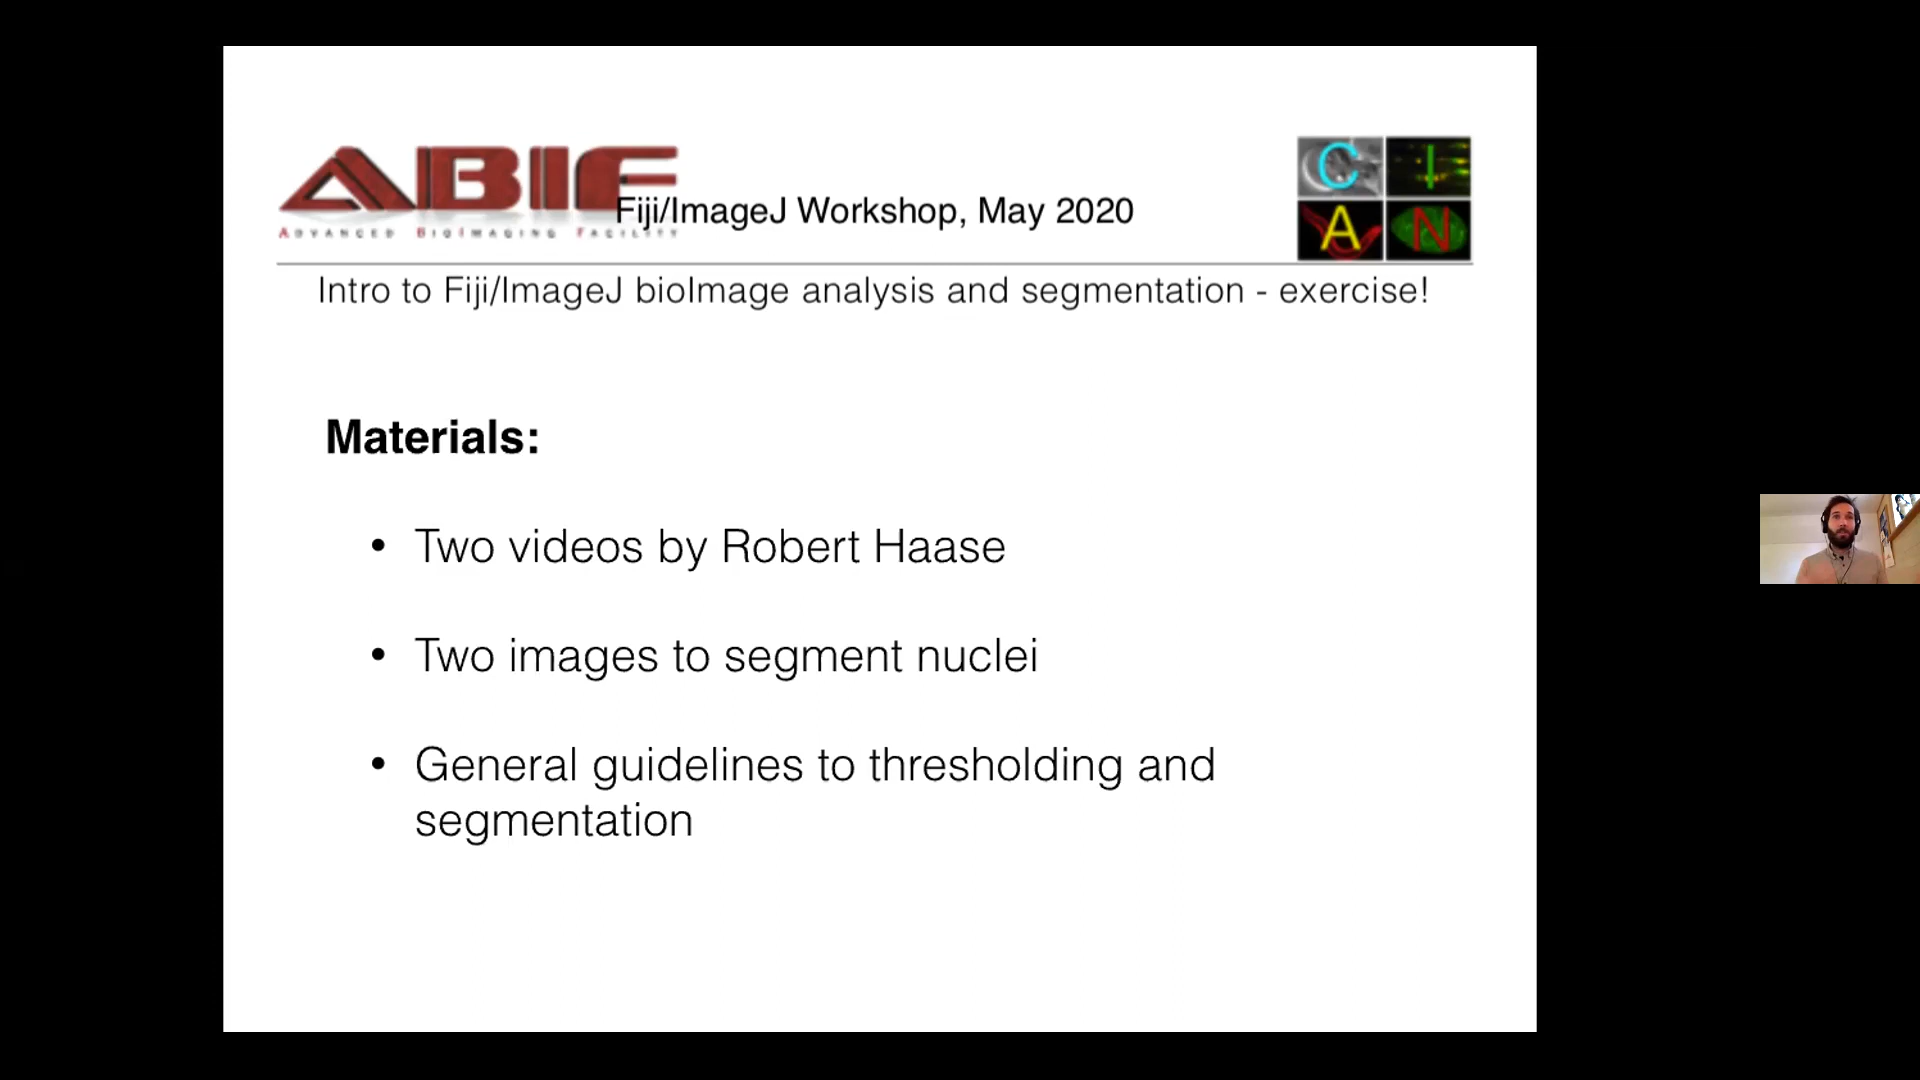 ABIF
ADVANCED BIOIMAGING FACILITY
Fiji/ImageJ Workshop, May 2020
C I
A N
Intro to Fiji/ImageJ bioImage analysis and segmentation - exercise!
Materials:
• Two videos by Robert Haase
• Two images to segment nuclei
• General guidelines to thresholding and
segmentation